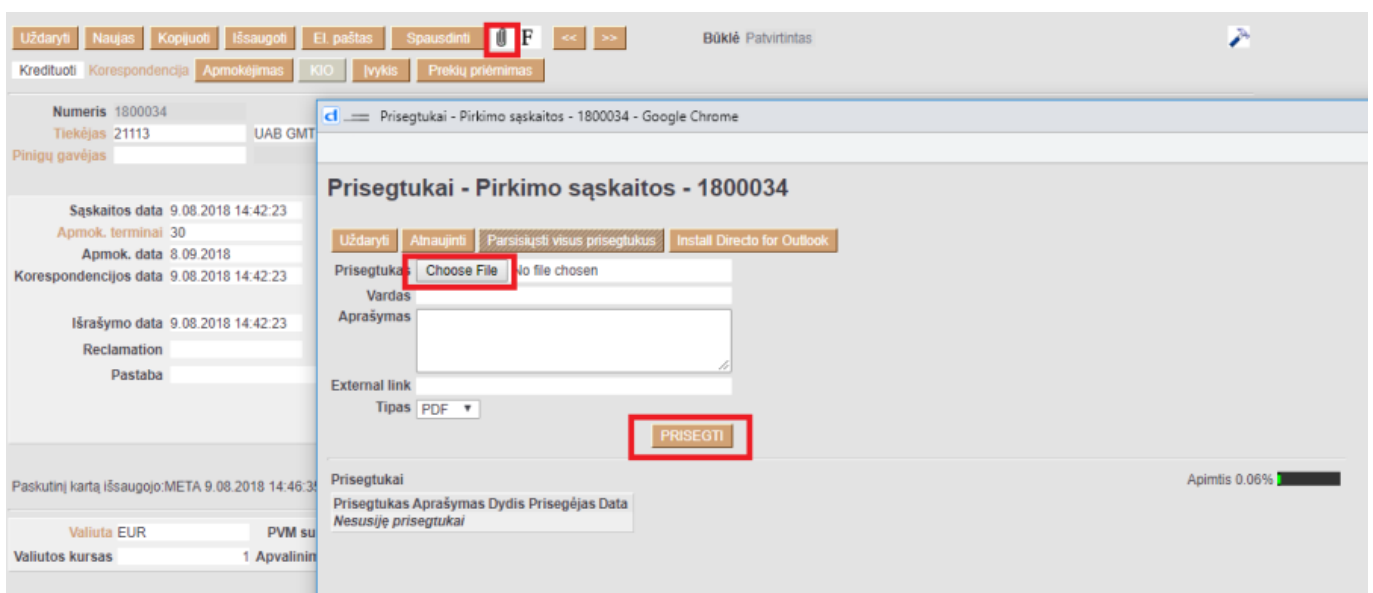 Uždaryti Naujas Kopijuoti Išsaugoti El. paštas Spausdinti F << >> Būklė Patvirtintas
Kredituoti Korespondencija Apmokėjimas KIO Įvykis Prekių priėmimas
Numeris 1800034
Tiekėjas 21113 UAB GMT
Pinigų gavėjas
Sąskaitos data 9.08.2018 14:42:23
Apmok. terminai 30
Apmok. data 8.09.2018
Korespondencijos data 9.08.2018 14:42:23
Išrašymo data 9.08.2018 14:42:23
Reclamation
Pastaba
Paskutinį kartą išsaugojo:META 9.08.2018 14:46:3
Valiuta EUR PVM su
Valiutos kursas 1 Apvalinin
Prisegtukai - Pirkimo sąskaitos - 1800034 - Google Chrome
Prisegtukai - Pirkimo sąskaitos - 1800034
Uždaryti Atnaujinti Parsisiųsti visus prisegtukus Install Directo for Outlook
Prisegtukas Choose File No file chosen
Vardas
Aprašymas
External link
Tipas PDF
PRISEGTI
Prisegtukai Apimtis 0.06%
Prisegtukas Aprašymas Dydis Prisegėjas Data
Nesusiję prisegtukai